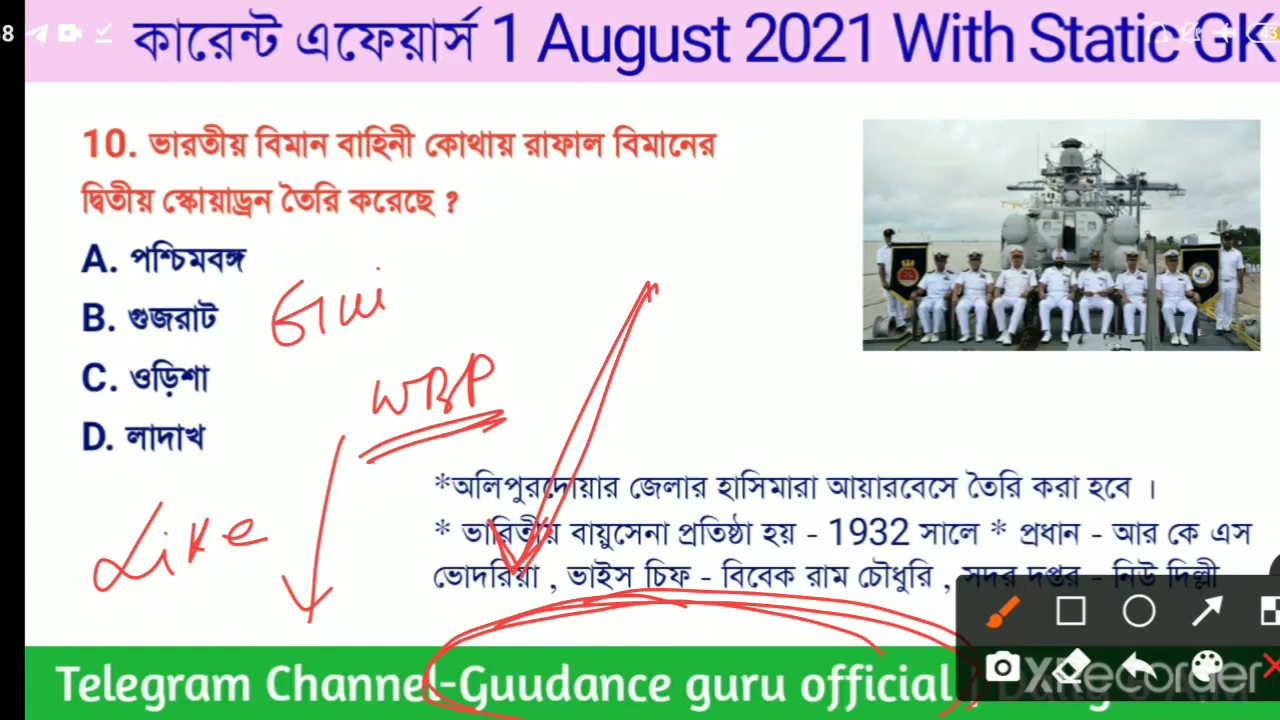 কারেন্ট এফেয়ার্স 1 August 2021 With Static GK
10. ভারতীয় বিমান বাহিনী কোথায় রাফাল বিমানের
দ্বিতীয় স্কোয়াড্রন তৈরি করেছে ?
A. পশ্চিমবঙ্গ
B. গুজরাট
C. ওড়িশা
D. লাদাখ
Gui
WBP
Like
*অলিপুরদোয়ার জেলার হাসিমারা আয়ারবেসে তৈরি করা হবে ।
* ভারিতীয় বায়ুসেনা প্রতিষ্ঠা হয় - 1932 সালে * প্রধান - আর কে এস
ভোদরিয়া , ভাইস চিফ - বিবেক রাম চৌধুরি , সদর দপ্তর - নিউ দিল্লী
Telegram Channel-Guudance guru official
XRecorder